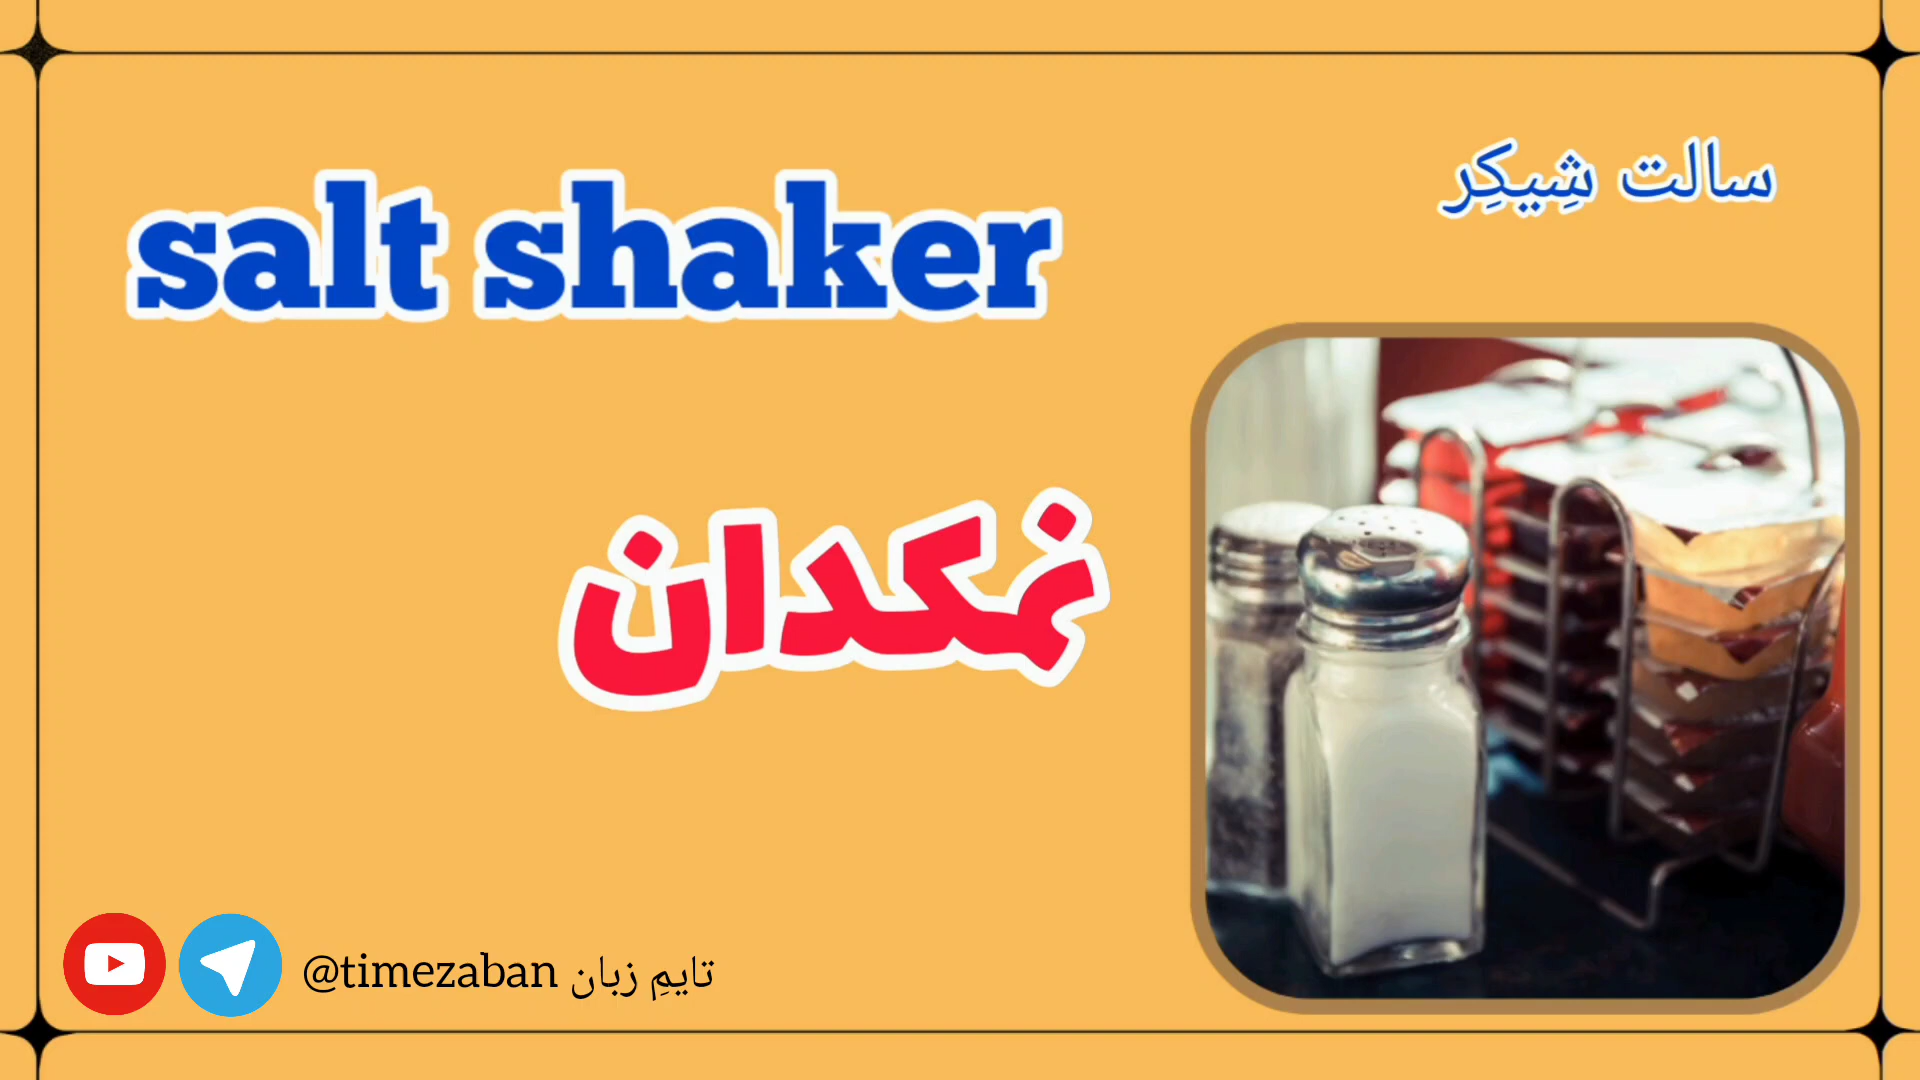 سالت شِیکِر
salt shaker
نمکدان
@timezaban تایمِ زبان